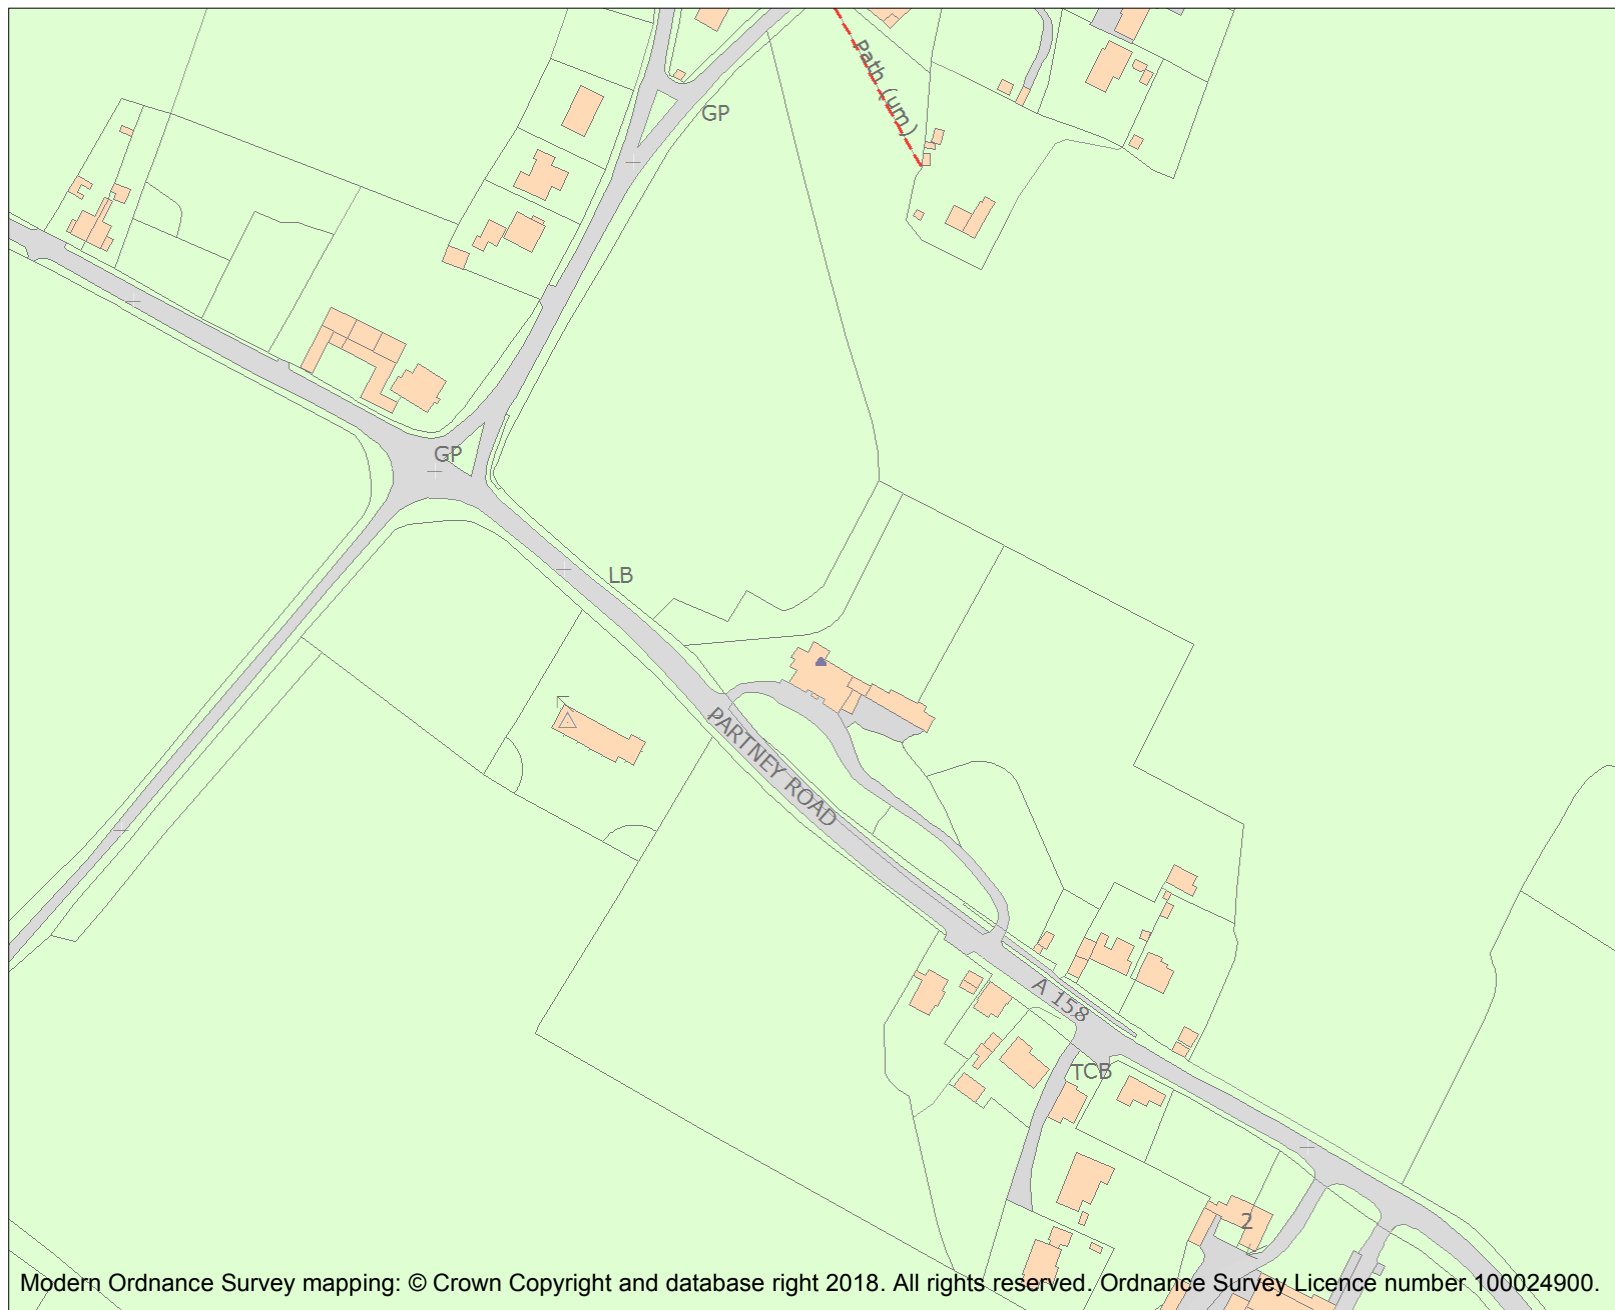 Path (um)
GP
GP
LB
PARTNEY ROAD
A 158
TCB
2
Modern Ordnance Survey mapping: © Crown Copyright and database right 2018. All rights reserved. Ordnance Survey Licence number 100024900.